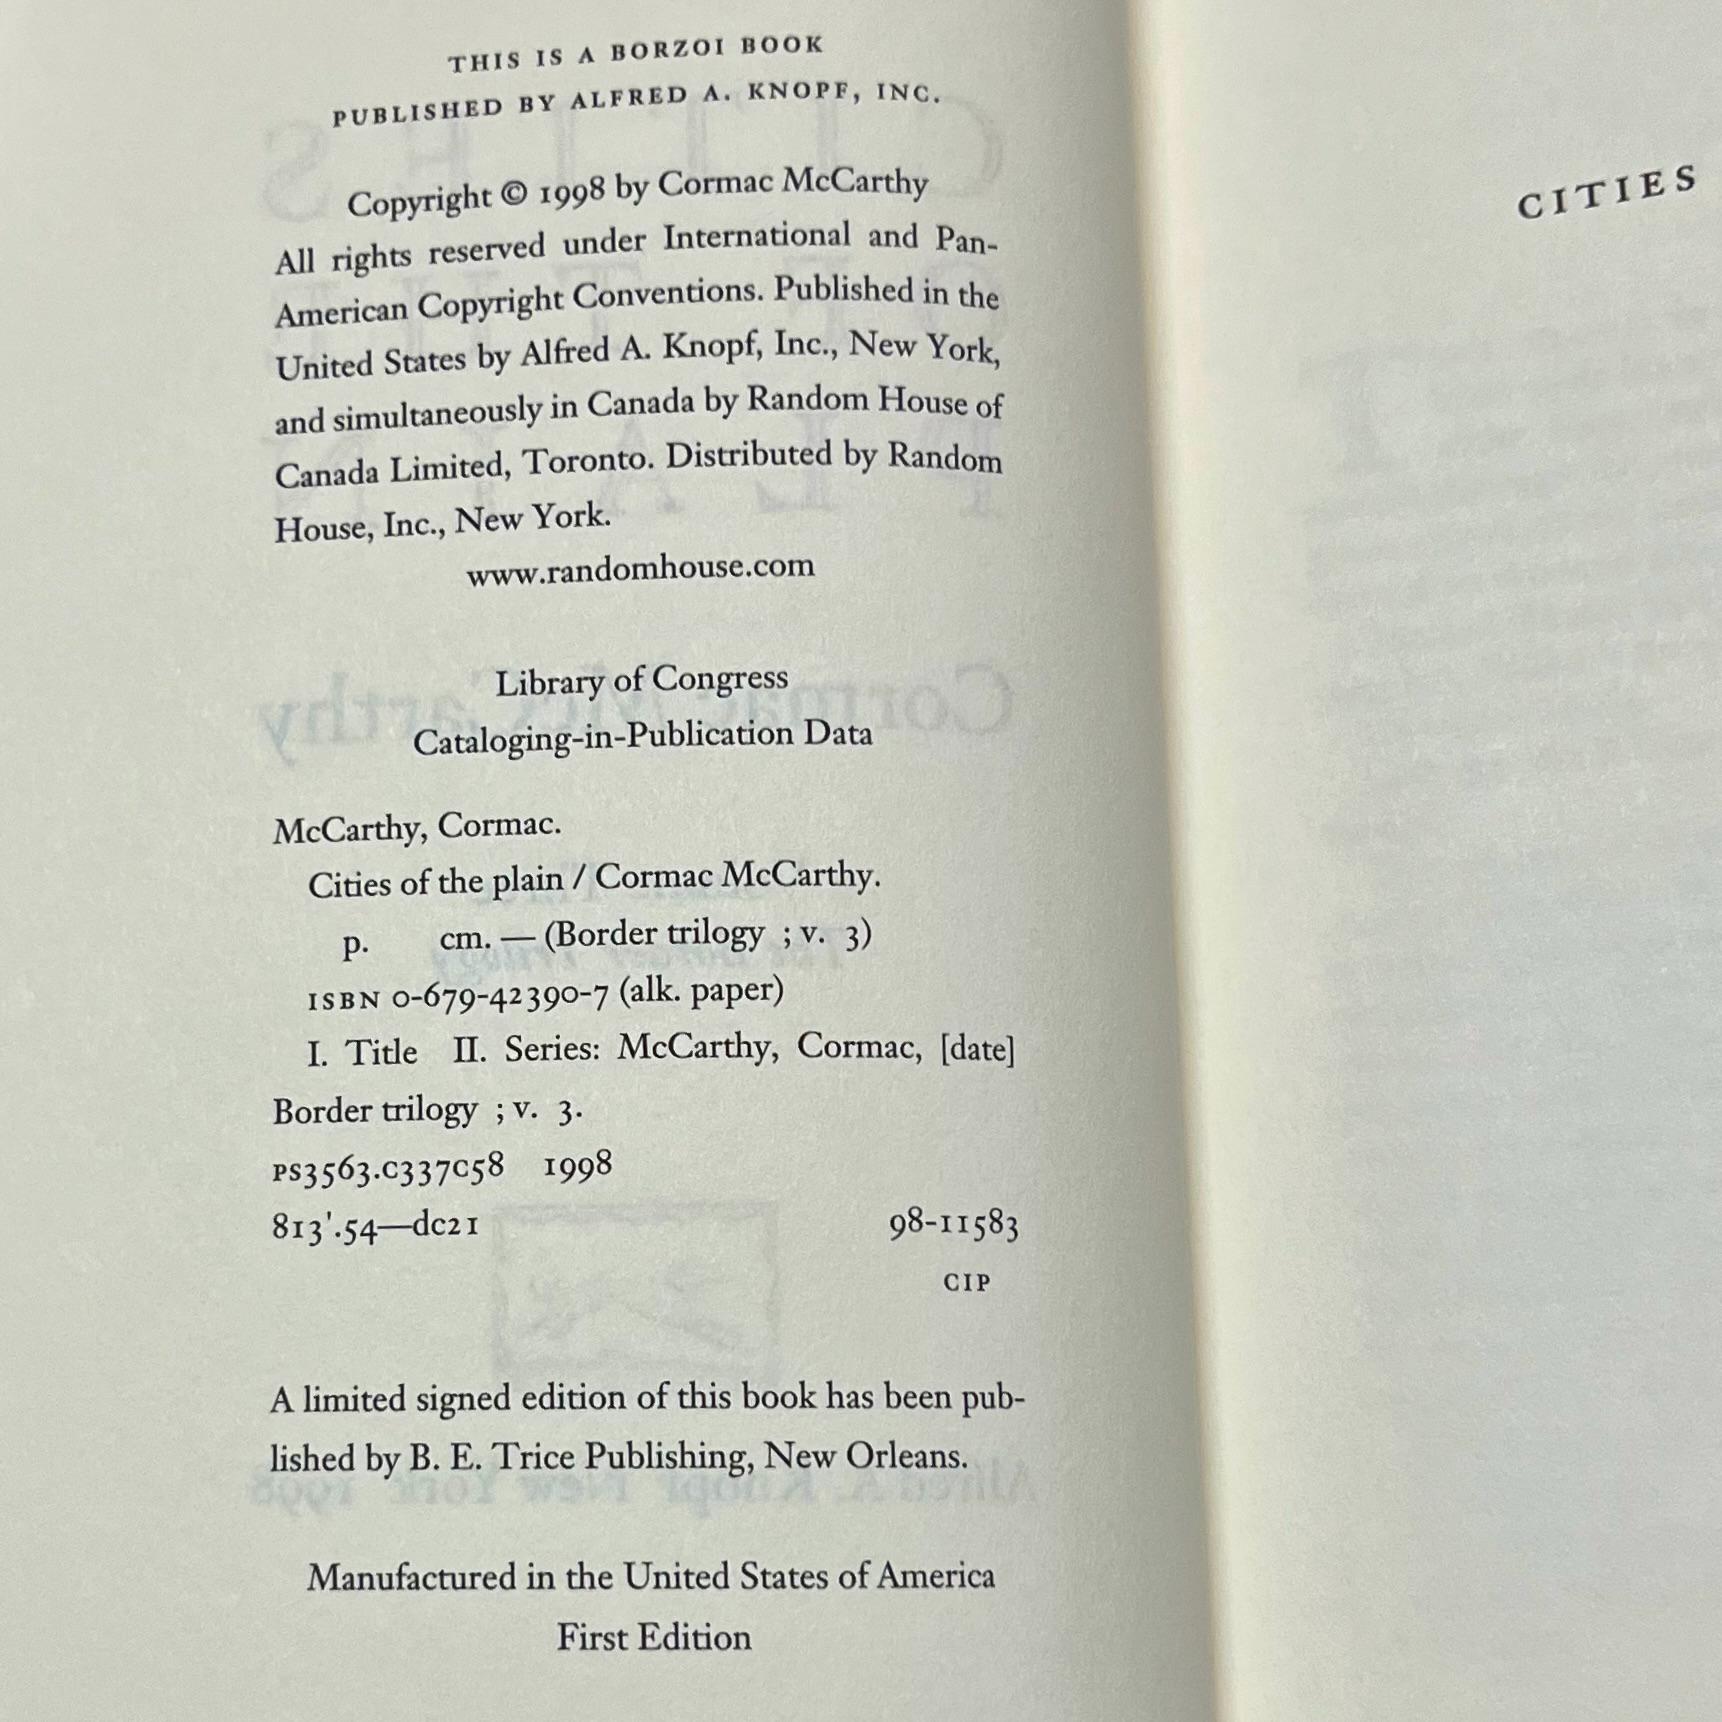 THIS IS A BORZOI BOOK
PUBLISHED BY ALFRED A. KNOPF, INC.
Copyright © 1998 by Cormac McCarthy
All rights reserved under International and Pan-
American Copyright Conventions. Published in the
United States by Alfred A. Knopf, Inc., New York,
and simultaneously in Canada by Random House of
Canada Limited, Toronto. Distributed by Random
House, Inc., New York.
www.randomhouse.com
Library of Congress
Cataloging-in-Publication Data
McCarthy, Cormac.
Cities of the plain / Cormac McCarthy.
p. cm. — (Border trilogy ; v. 3)
ISBN 0-679-42390-7 (alk. paper)
I. Title II. Series: McCarthy, Cormac, [date]
Border trilogy ; v. 3.
PS3563.C337C58 1998
813'.54—dc21 98-11583
CIP
A limited signed edition of this book has been pub-
lished by B. E. Trice Publishing, New Orleans.
Manufactured in the United States of America
First Edition
CITIES